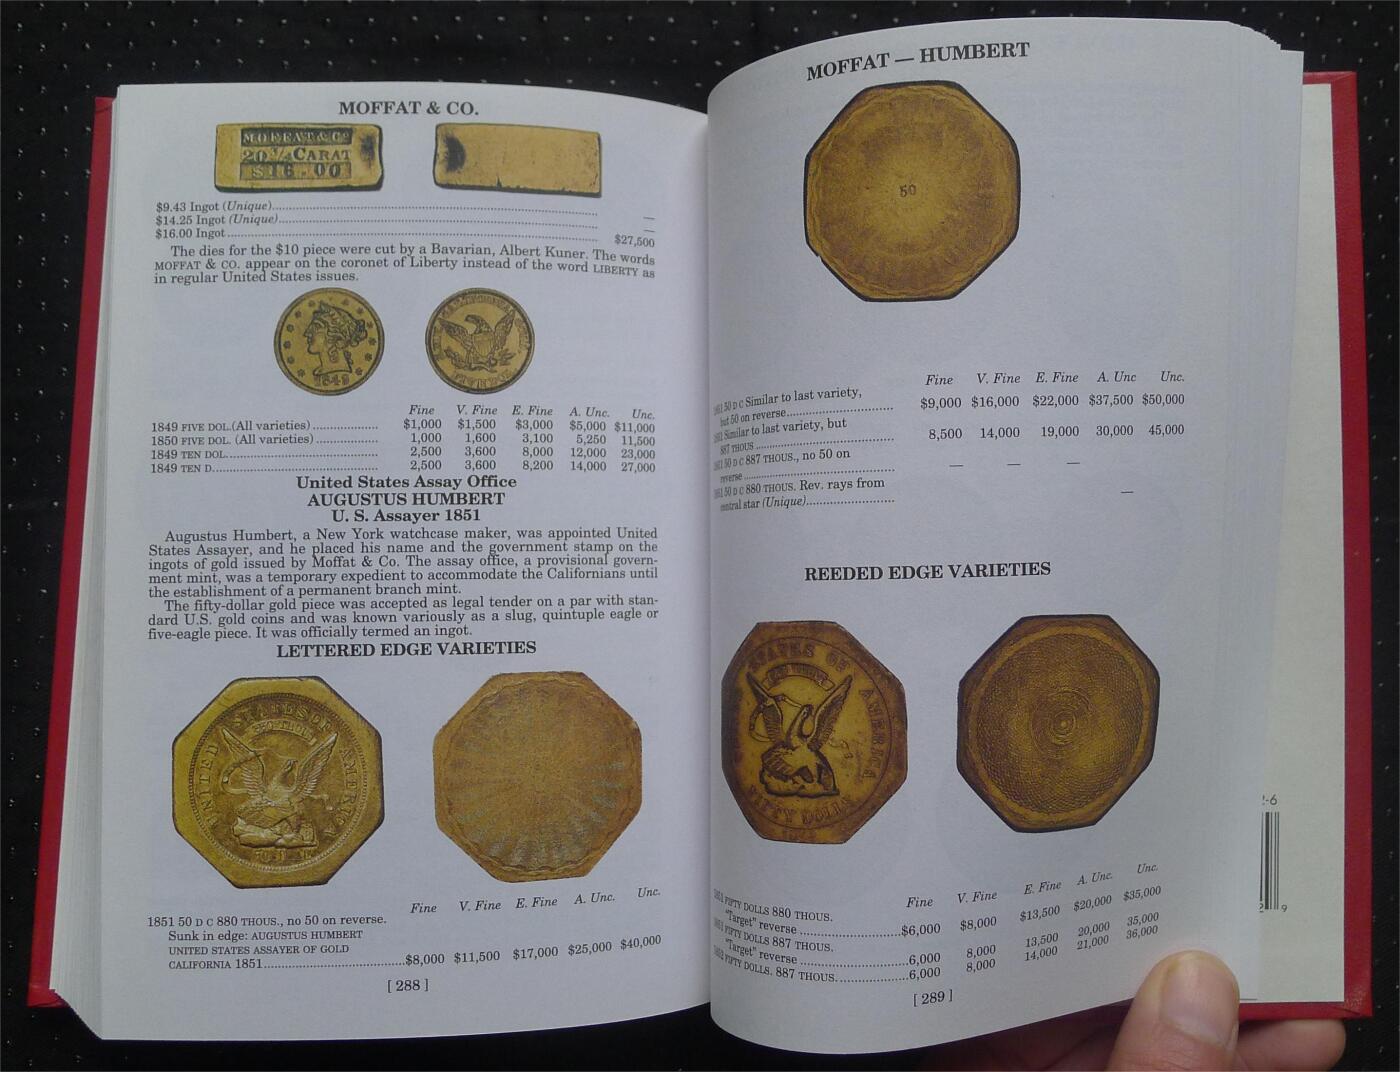 MOFFAT & CO.
MOFFAT & CO
20 3/4 CARAT
$16.00
$9.43 Ingot (Unique)........ —
$14.25 Ingot (Unique)........ —
$16.00 Ingot........ $27,500
The dies for the $10 piece were cut by a Bavarian, Albert Kuner. The words
MOFFAT & CO. appear on the coronet of Liberty instead of the word LIBERTY as
in regular United States issues.
1849
Fine V. Fine E. Fine A. Unc. Unc.
1849 FIVE DOL. (All varieties)........ $1,000 $1,500 $3,000 $5,000 $11,000
1850 FIVE DOL. (All varieties)........ 1,000 1,600 3,100 5,250 11,500
1849 TEN DOL........ 2,500 3,600 8,000 12,000 23,000
1849 TEN D........ 2,500 3,600 8,200 14,000 27,000
United States Assay Office
AUGUSTUS HUMBERT
U. S. Assayer 1851
Augustus Humbert, a New York watchcase maker, was appointed United
States Assayer, and he placed his name and the government stamp on the
ingots of gold issued by Moffat & Co. The assay office, a provisional govern-
ment mint, was a temporary expedient to accommodate the Californians until
the establishment of a permanent branch mint.
The fifty-dollar gold piece was accepted as legal tender on a par with stan-
dard U.S. gold coins and was known variously as a slug, quintuple eagle or
five-eagle piece. It was officially termed an ingot.
LETTERED EDGE VARIETIES
UNITED STATES OF AMERICA
Fine V. Fine E. Fine A. Unc. Unc.
1851 50 D C 880 THOUS., no 50 on reverse.
Sunk in edge: AUGUSTUS HUMBERT
UNITED STATES ASSAYER OF GOLD
CALIFORNIA 1851........ $8,000 $11,500 $17,000 $25,000 $40,000
[ 288 ]
MOFFAT — HUMBERT
50
Fine V. Fine E. Fine A. Unc Unc.
1851 50 D C Similar to last variety,
but 50 on reverse........ $9,000 $16,000 $22,000 $37,500 $50,000
1851 Similar to last variety, but
887 THOUS........ 8,500 14,000 19,000 30,000 45,000
1851 50 D C 887 THOUS., no 50 on
reverse........ — — —
1851 50 D C 880 THOUS. Rev. rays from
central star (Unique)........ —
REEDED EDGE VARIETIES
STATES OF AMERICA
FIFTY DOLLS
Fine V. Fine E. Fine A. Unc. Unc.
1851 FIFTY DOLLS 880 THOUS.
"Target" reverse........ $6,000 $8,000 $13,500 $20,000 $35,000
1851 FIFTY DOLLS 887 THOUS.
"Target" reverse........ 6,000 8,000 13,500 20,000 35,000
1852 FIFTY DOLLS. 887 THOUS........ 6,000 8,000 14,000 21,000 36,000
[ 289 ]
-6
2 9